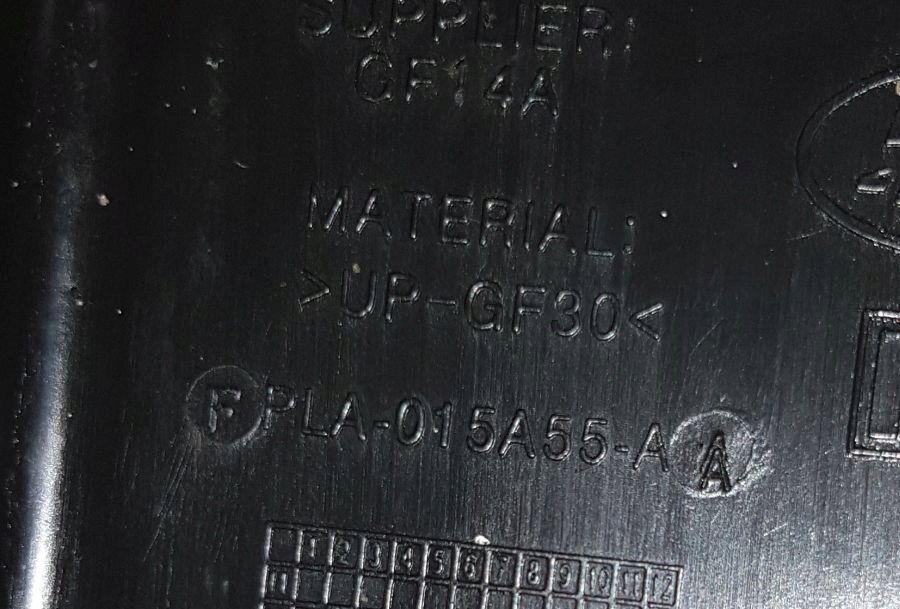 SUPPLIER:
GF14A
MATERIAL:
>UP-GF30<
F PLA-015A55-A A
1 2 3 4 5 6 7 8 9 10 11 12
11